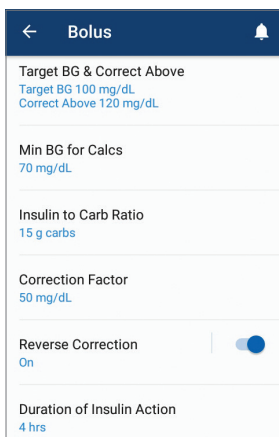 Bolus
Target BG & Correct Above
Target BG 100 mg/dL
Correct Above 120 mg/dL
Min BG for Calcs
70 mg/dL
Insulin to Carb Ratio
15 g carbs
Correction Factor
50 mg/dL
Reverse Correction
On
Duration of Insulin Action
4 hrs